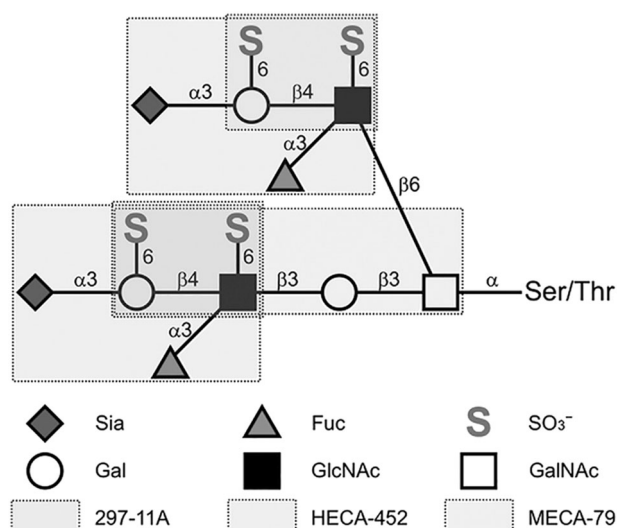 S S
6 6
α3 β4
α3
β6
S S
6 6
α3 β4 β3 β3 α Ser/Thr
α3
Sia Fuc S SO₃⁻
Gal GlcNAc GalNAc
297-11A HECA-452 MECA-79